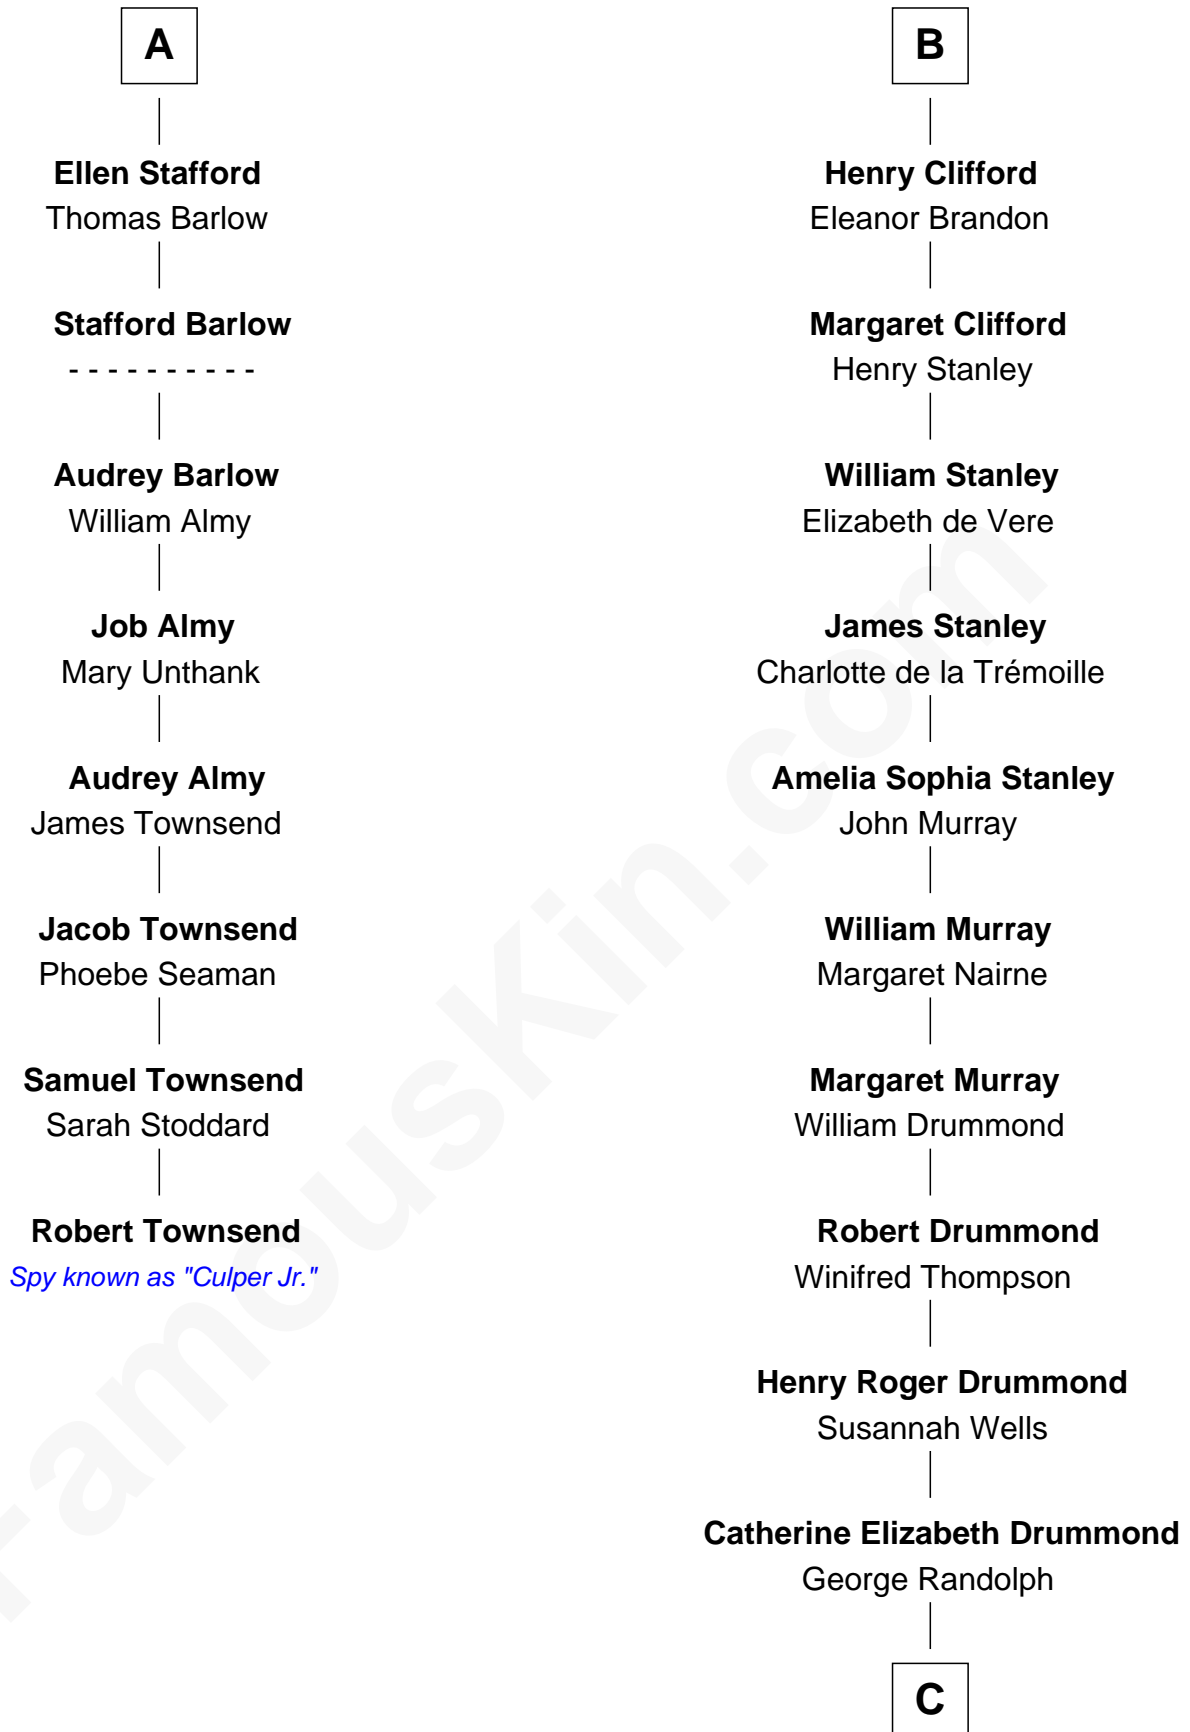 A
Ellen Stafford
Thomas Barlow
Stafford Barlow
- - - - - - - - - -
Audrey Barlow
William Almy
Job Almy
Mary Unthank
Audrey Almy
James Townsend
Jacob Townsend
Phoebe Seaman
Samuel Townsend
Sarah Stoddard
Robert Townsend
Spy known as "Culper Jr."
B
Henry Clifford
Eleanor Brandon
Margaret Clifford
Henry Stanley
William Stanley
Elizabeth de Vere
James Stanley
Charlotte de la Trémoille
Amelia Sophia Stanley
John Murray
William Murray
Margaret Nairne
Margaret Murray
William Drummond
Robert Drummond
Winifred Thompson
Henry Roger Drummond
Susannah Wells
Catherine Elizabeth Drummond
George Randolph
C
FamousKin.com